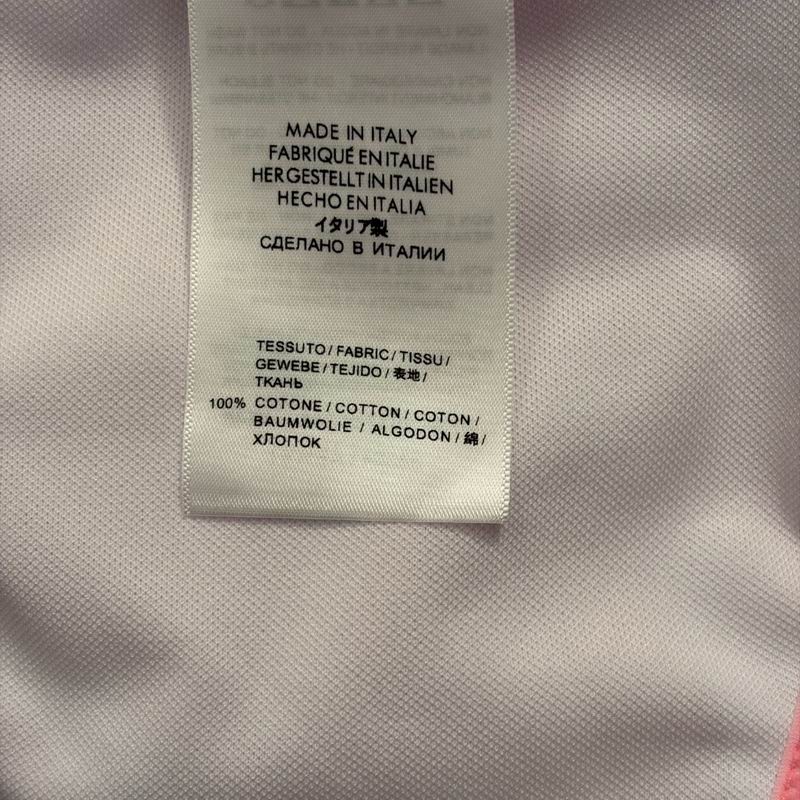 MADE IN ITALY
FABRIQUÉ EN ITALIE
HERGESTELLT IN ITALIEN
HECHO EN ITALIA
イタリア製
СДЕЛАНО В ИТАЛИИ
TESSUTO / FABRIC / TISSU /
GEWEBE / TEJIDO / 表地 /
ТКАНЬ
100% COTONE / COTTON / COTON /
BAUMWOLIE / ALGODON / 綿 /
ХЛОПОК